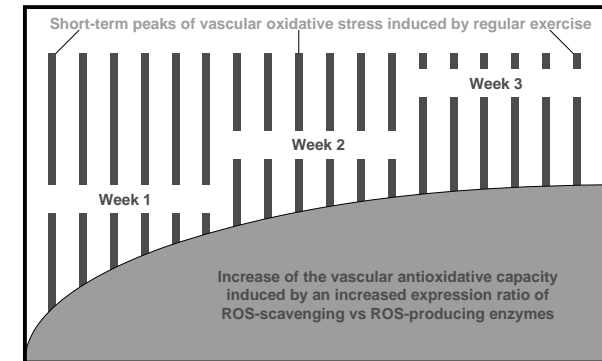 Short-term peaks of vascular oxidative stress induced by regular exercise
Week 3
Week 2
Week 1
Increase of the vascular antioxidative capacity
induced by an increased expression ratio of
ROS-scavenging vs ROS-producing enzymes